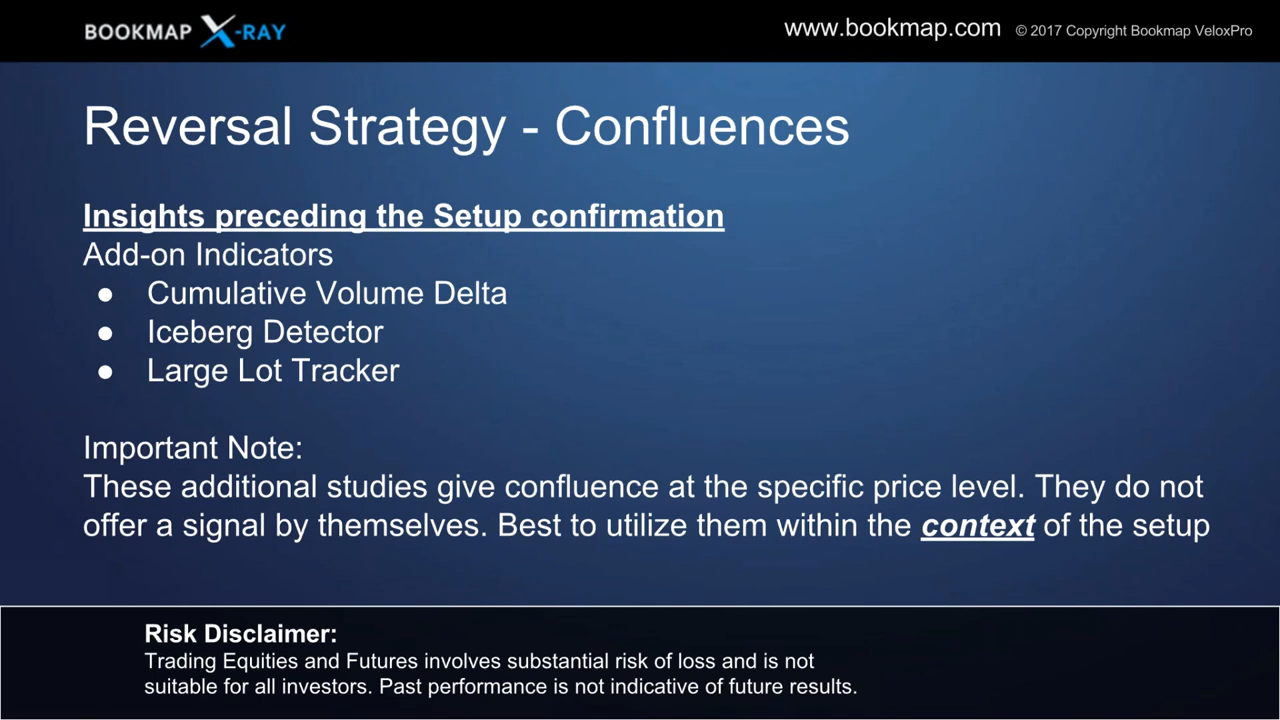 BOOKMAP X-RAY
www.bookmap.com © 2017 Copyright Bookmap VeloxPro
Reversal Strategy - Confluences
Insights preceding the Setup confirmation
Add-on Indicators
● Cumulative Volume Delta
● Iceberg Detector
● Large Lot Tracker
Important Note:
These additional studies give confluence at the specific price level. They do not
offer a signal by themselves. Best to utilize them within the context of the setup
Risk Disclaimer:
Trading Equities and Futures involves substantial risk of loss and is not
suitable for all investors. Past performance is not indicative of future results.